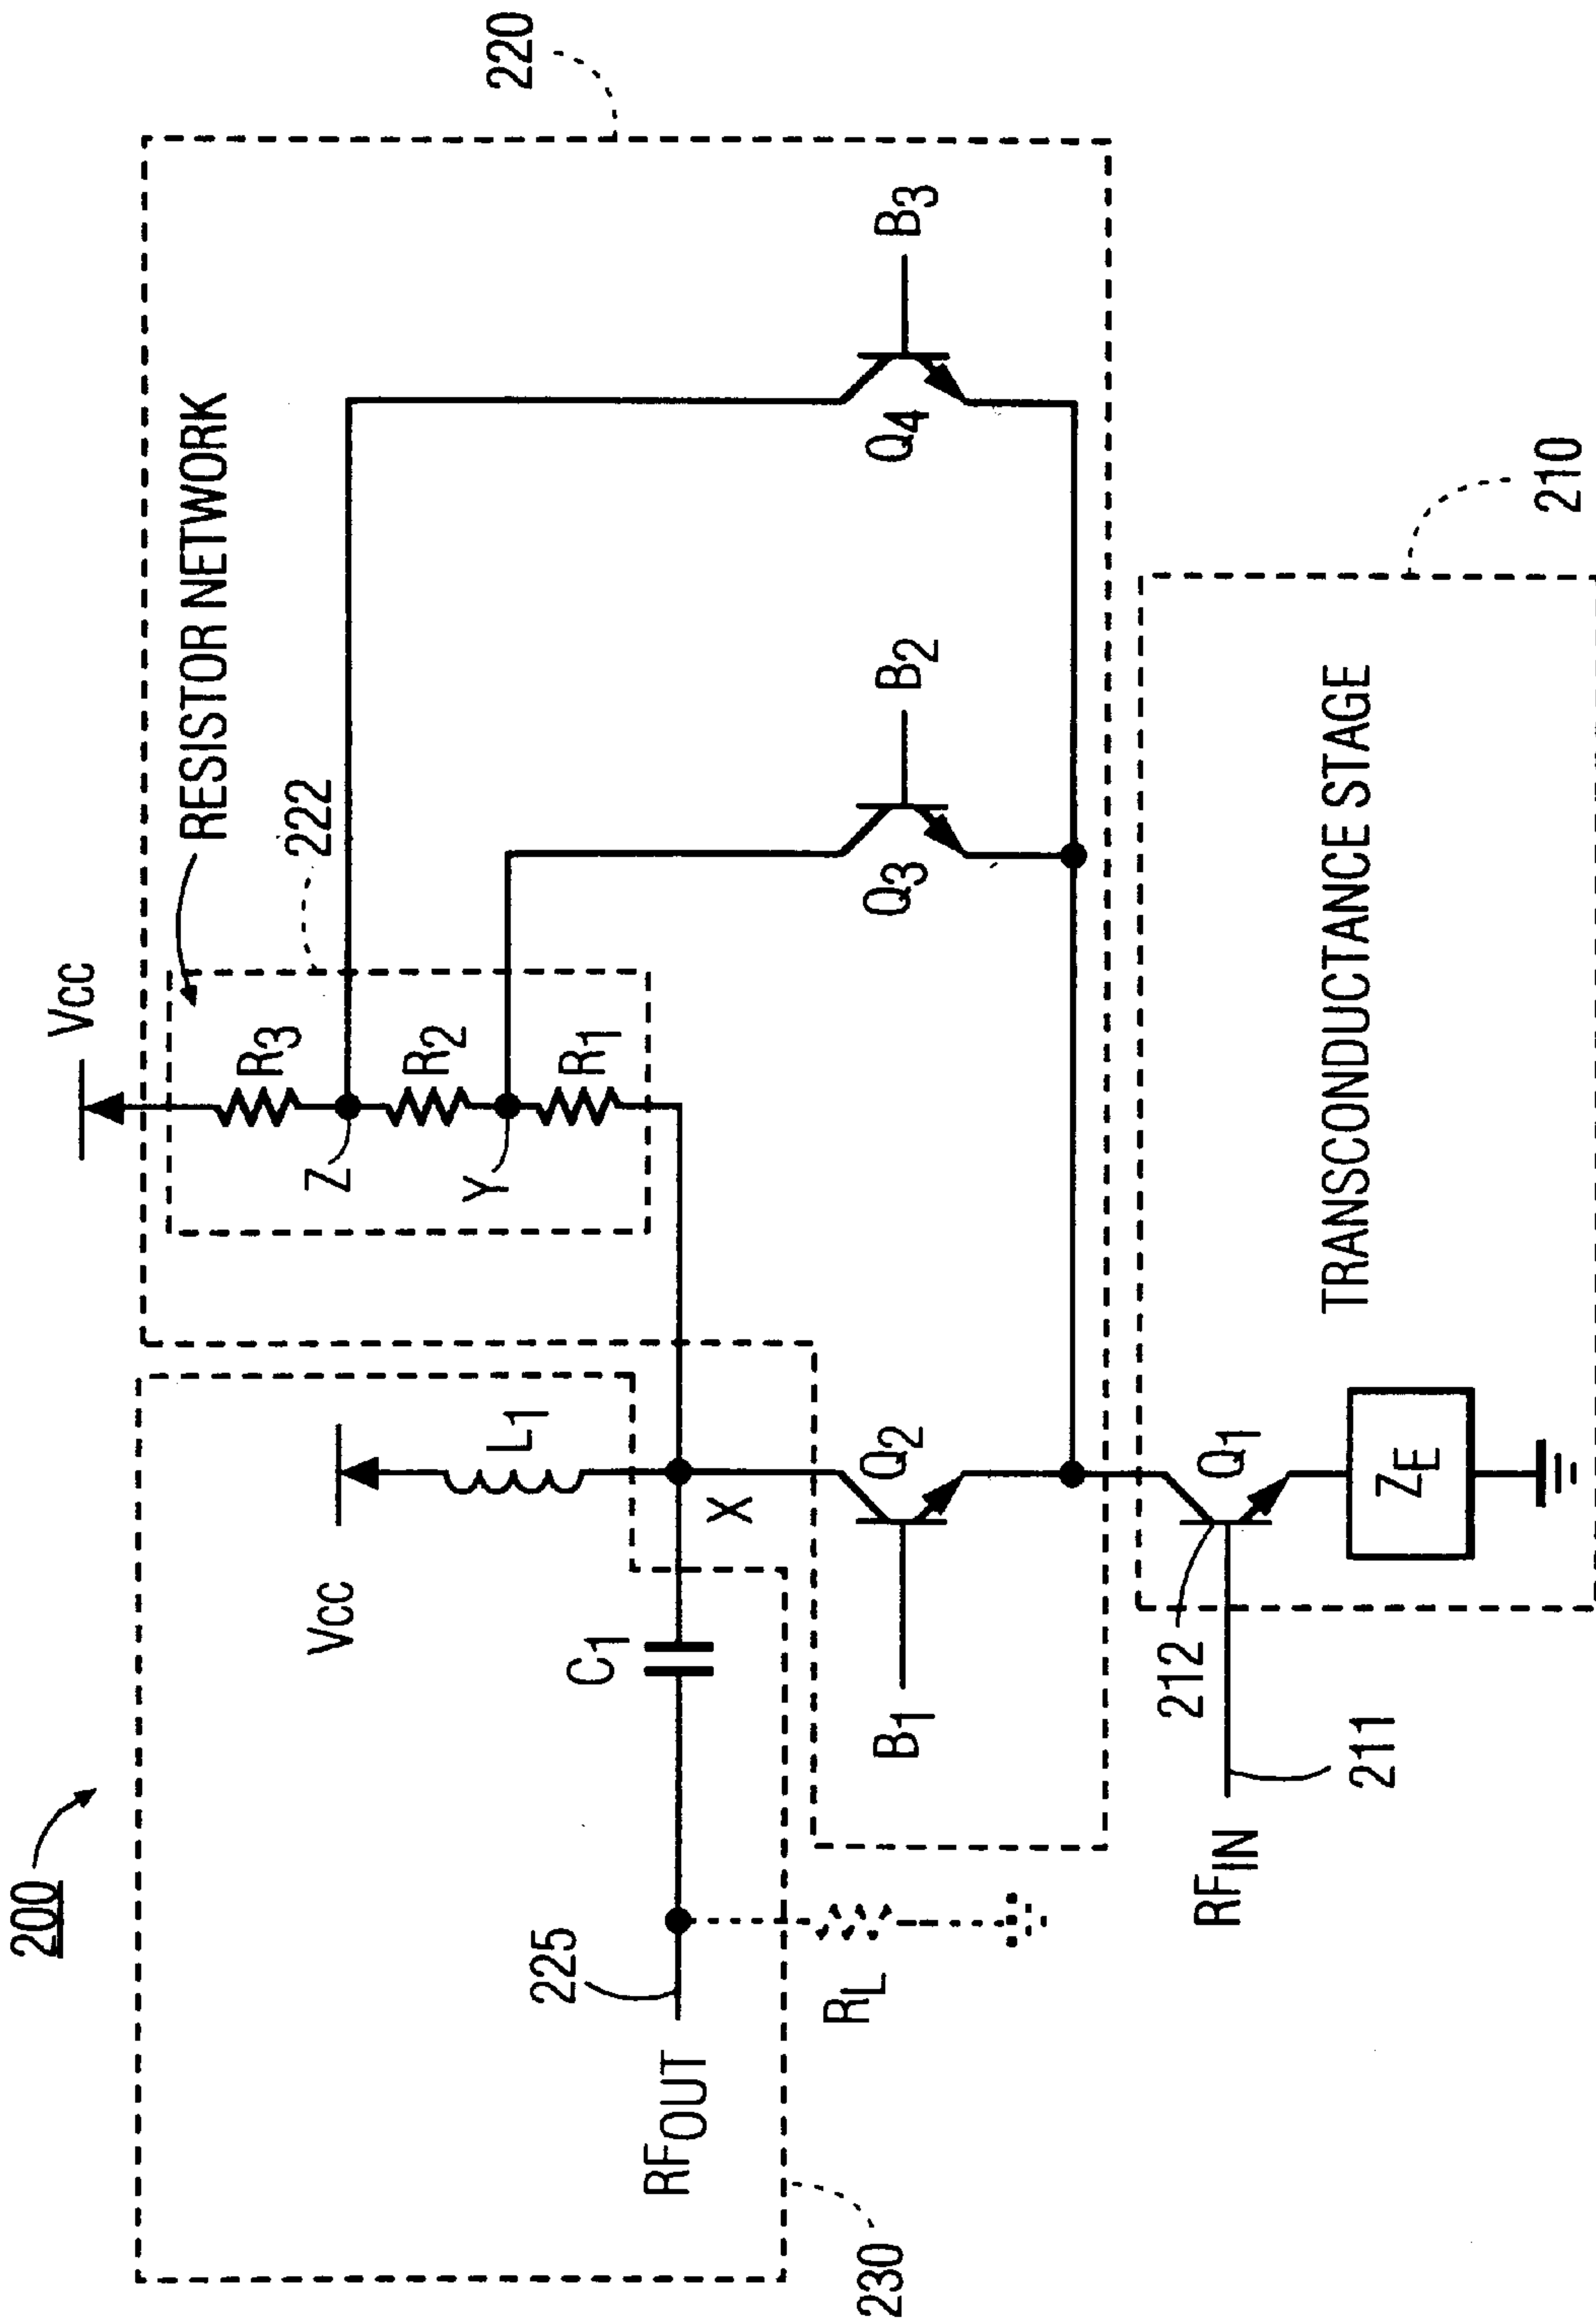 200
220
RESISTOR NETWORK
222
VCC
R3
Z
R2
Y
R1
VCC
L1
C1
X
225
RFOUT
RL
230
B1
Q2
Q3
B2
Q4
B3
RFIN
211
212
Q1
ZE
TRANSCONDUCTANCE STAGE
210